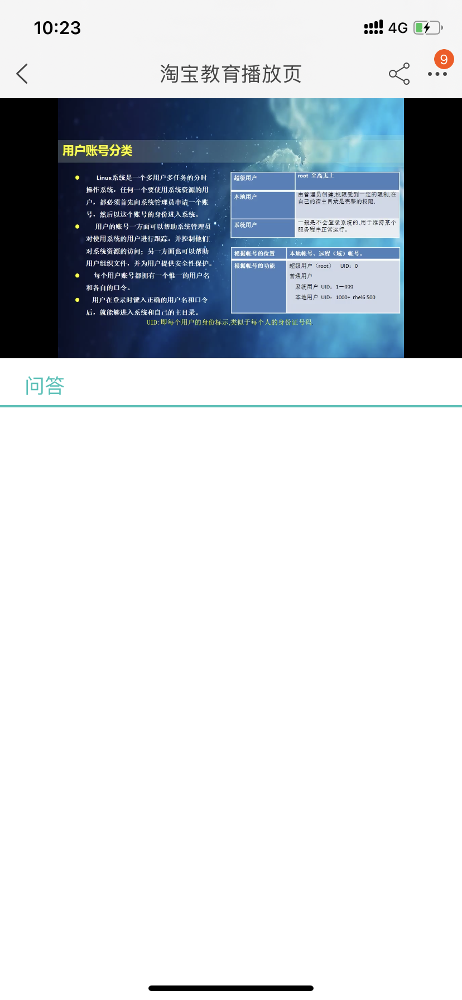 10:23
4G
9
淘宝教育播放页
用户账号分类
Linux系统是一个多用户多任务的分时
操作系统，任何一个要使用系统资源的用
户，都必须首先向系统管理员申请一个账
号，然后以这个账号的身份进入系统。
用户的账号一方面可以帮助系统管理员
对使用系统的用户进行跟踪，并控制他们
对系统资源的访问；另一方面也可以帮助
用户组织文件，并为用户提供安全性保护。
每个用户账号都拥有一个惟一的用户名
和各自的口令。
用户在登录时键入正确的用户名和口令
后，就能够进入系统和自己的主目录。
超级用户
root 至高无上
本地用户
由管理员创建,权限受到一定的限制,在
自己的宿主目录是完整的权限.
系统用户
一般是不会登录系统的,用于维持某个
服务程序正常运行。
根据帐号的位置
本地帐号、远程（域）帐号。
根据帐号的功能
超级用户（root） UID：0
普通用户
系统用户 UID：1—999
本地用户 UID：1000+ rhel6 500
UID:即每个用户的身份标示,类似于每个人的身份证号码.
问答